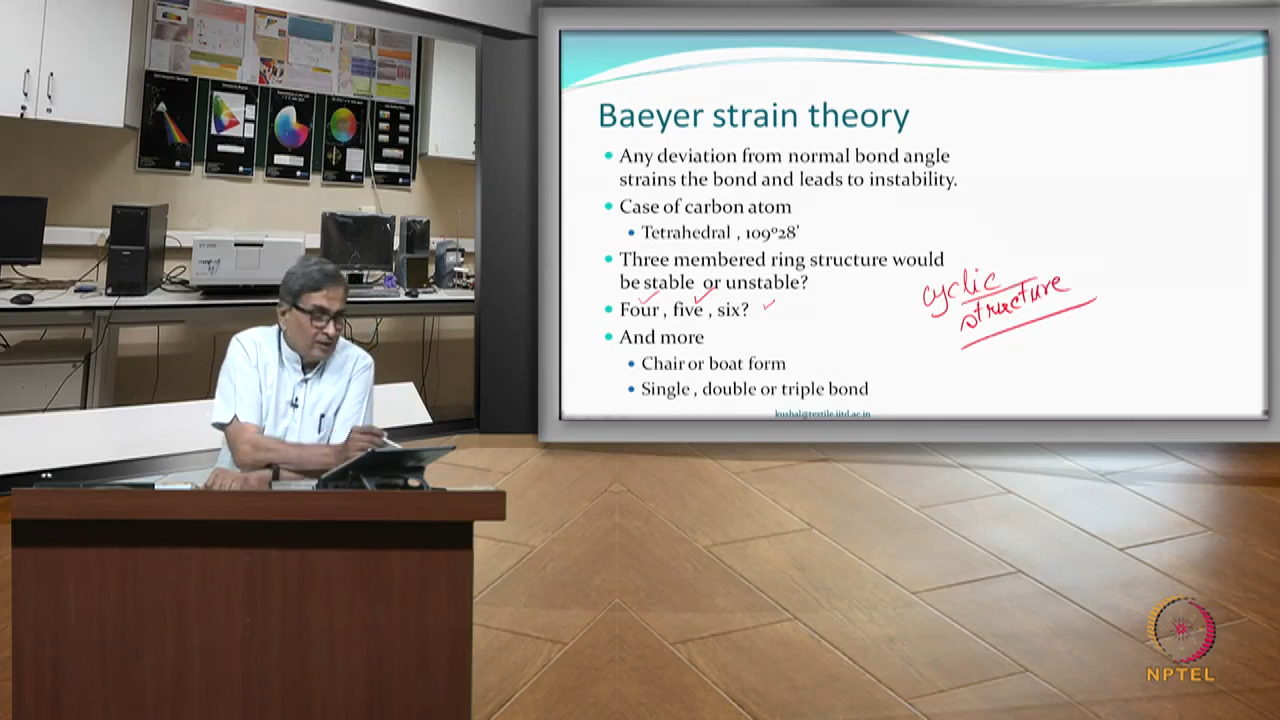 Baeyer strain theory
Any deviation from normal bond angle
strains the bond and leads to instability.
Case of carbon atom
Tetrahedral , 109º28'
Three membered ring structure would
be stable or unstable?
Four , five , six?
And more
Chair or boat form
Single , double or triple bond
cyclic
structure
kushal@textile.iitd.ac.in
NPTEL